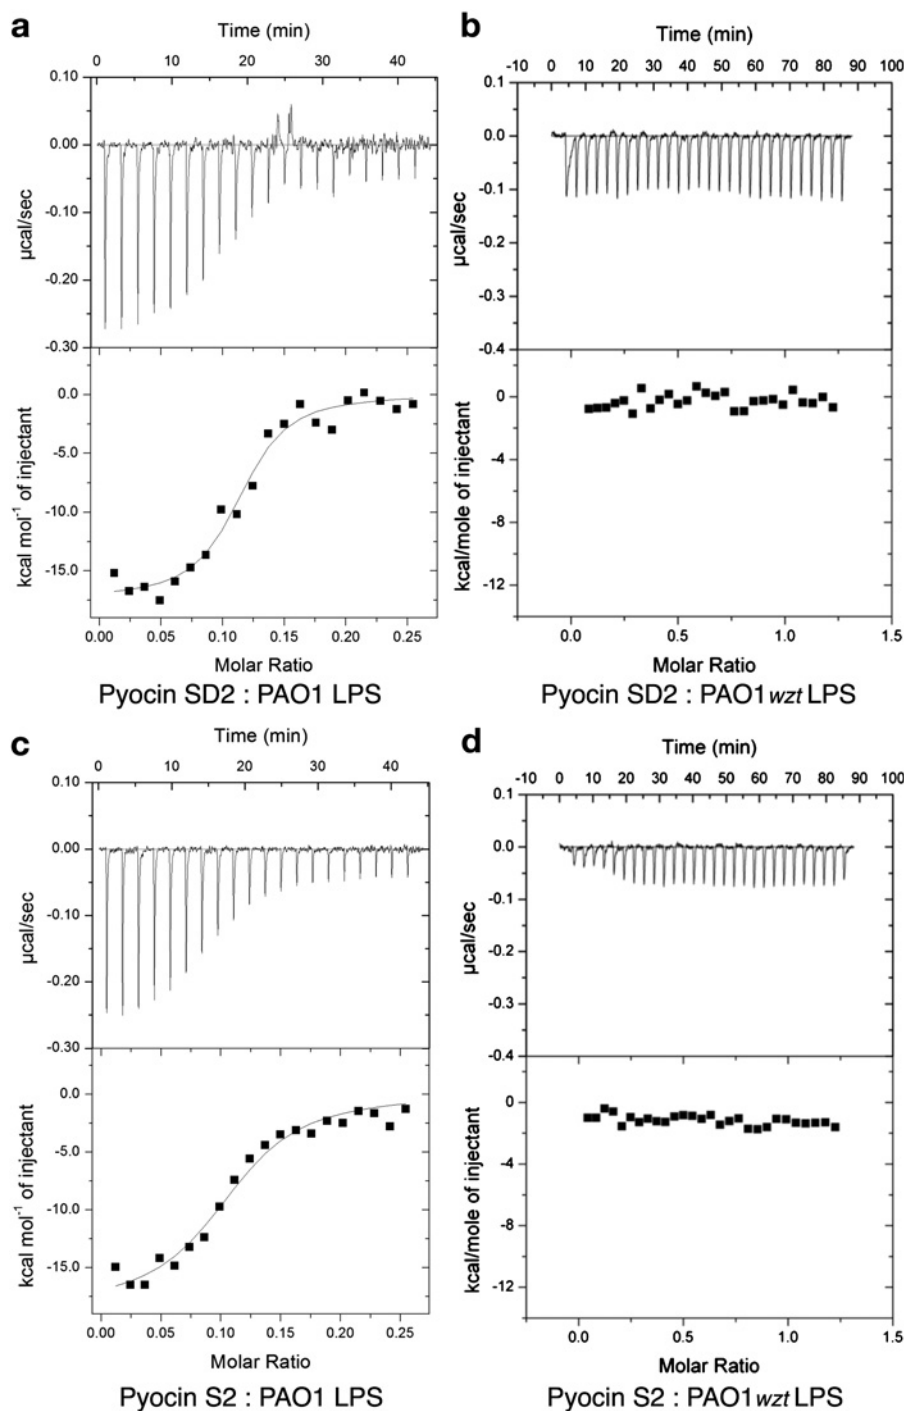 a
Time (min)
0 10 20 30 40
0.10
0.00
-0.10
-0.20
-0.30
µcal/sec
0.0
-5.0
-10.0
-15.0
kcal mol⁻¹ of injectant
0.00 0.05 0.10 0.15 0.20 0.25
Molar Ratio
Pyocin SD2 : PAO1 LPS
b
Time (min)
-10 0 10 20 30 40 50 60 70 80 90 100
0.1
0.0
-0.1
-0.2
-0.3
-0.4
µcal/sec
0
-4
-8
-12
kcal/mole of injectant
0.0 0.5 1.0 1.5
Molar Ratio
Pyocin SD2 : PAO1wzt LPS
c
Time (min)
0 10 20 30 40
0.10
0.00
-0.10
-0.20
-0.30
µcal/sec
0.0
-5.0
-10.0
-15.0
kcal mol⁻¹ of injectant
0.00 0.05 0.10 0.15 0.20 0.25
Molar Ratio
Pyocin S2 : PAO1 LPS
d
Time (min)
-10 0 10 20 30 40 50 60 70 80 90 100
0.1
0.0
-0.1
-0.2
-0.3
-0.4
µcal/sec
0
-4
-8
-12
kcal/mole of injectant
0.0 0.5 1.0 1.5
Molar Ratio
Pyocin S2 : PAO1wzt LPS